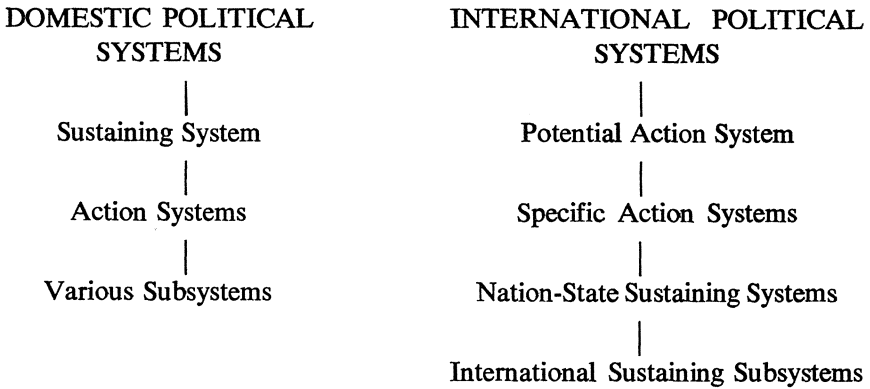 DOMESTIC POLITICAL
SYSTEMS
Sustaining System
Action Systems
Various Subsystems
INTERNATIONAL POLITICAL
SYSTEMS
Potential Action System
Specific Action Systems
Nation-State Sustaining Systems
International Sustaining Subsystems